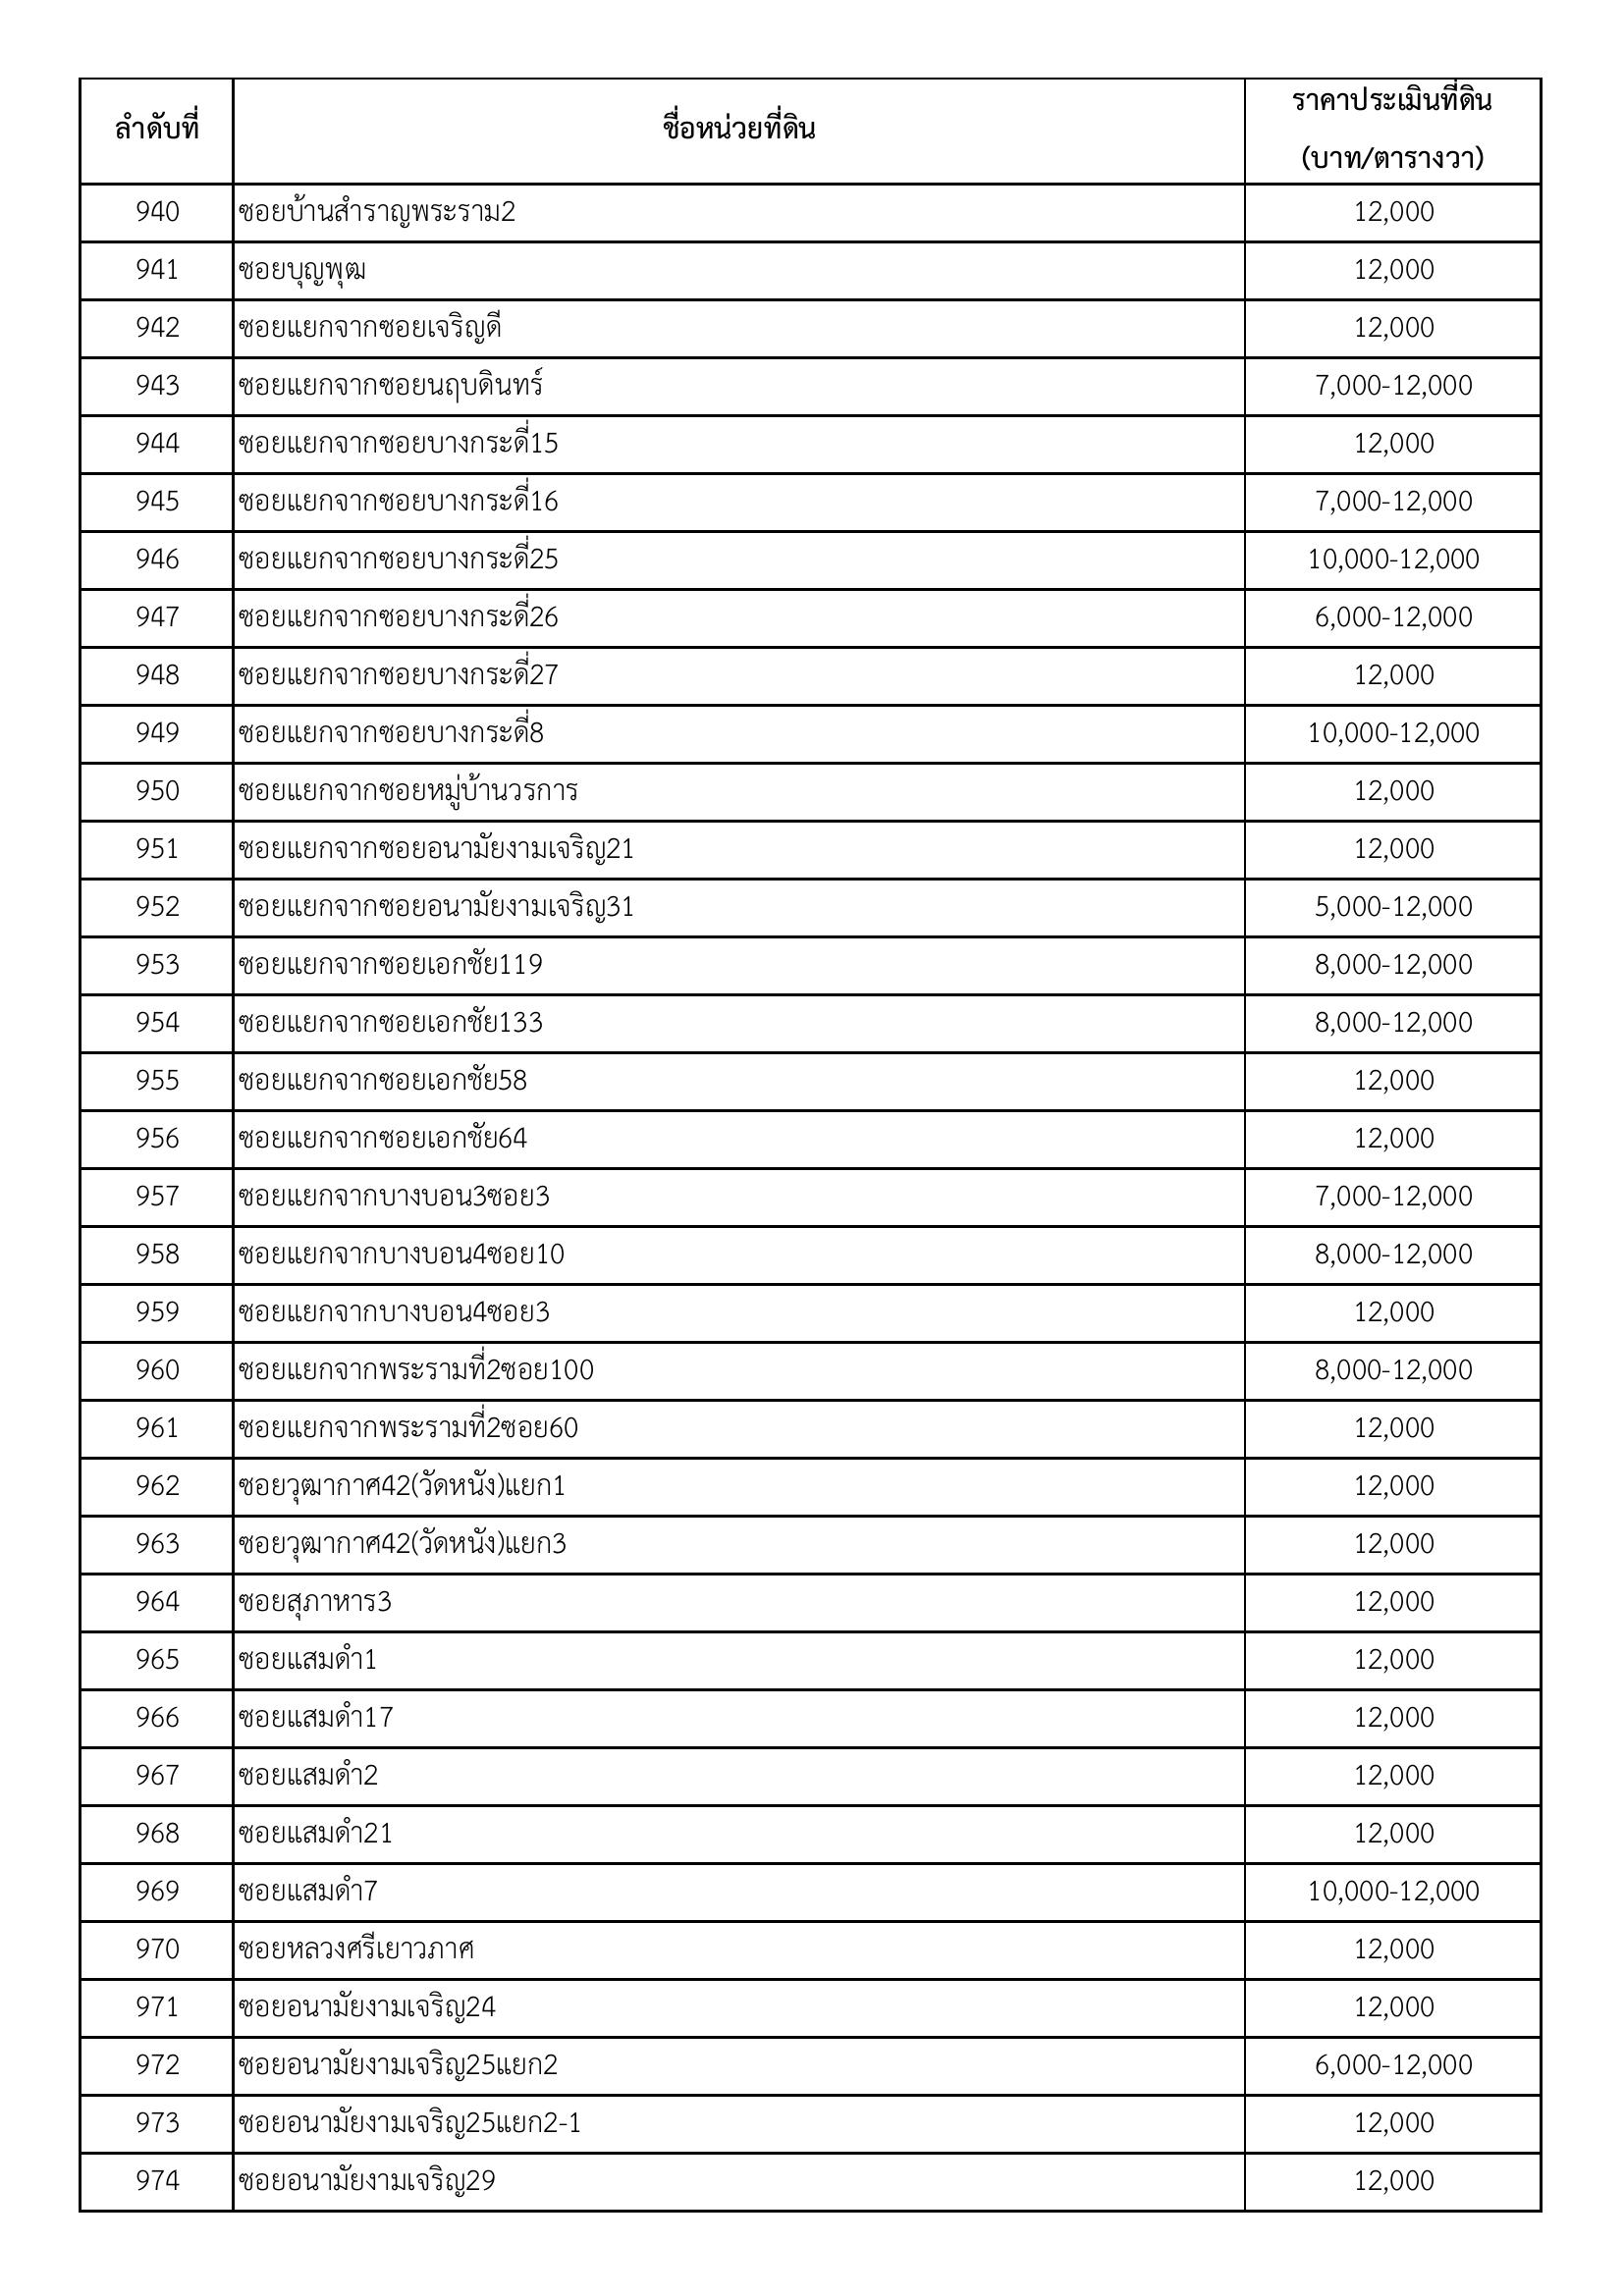 ลำดับที่ ชื่อหน่วยที่ดิน ราคาประเมินที่ดิน
(บาท/ตารางวา)
940 ซอยบ้านสำราญพระราม2 12,000
941 ซอยบุญพุฒ 12,000
942 ซอยแยกจากซอยเจริญดี 12,000
943 ซอยแยกจากซอยนฤบดินทร์ 7,000-12,000
944 ซอยแยกจากซอยบางกระดี่15 12,000
945 ซอยแยกจากซอยบางกระดี่16 7,000-12,000
946 ซอยแยกจากซอยบางกระดี่25 10,000-12,000
947 ซอยแยกจากซอยบางกระดี่26 6,000-12,000
948 ซอยแยกจากซอยบางกระดี่27 12,000
949 ซอยแยกจากซอยบางกระดี่8 10,000-12,000
950 ซอยแยกจากซอยหมู่บ้านวรการ 12,000
951 ซอยแยกจากซอยอนามัยงามเจริญ21 12,000
952 ซอยแยกจากซอยอนามัยงามเจริญ31 5,000-12,000
953 ซอยแยกจากซอยเอกชัย119 8,000-12,000
954 ซอยแยกจากซอยเอกชัย133 8,000-12,000
955 ซอยแยกจากซอยเอกชัย58 12,000
956 ซอยแยกจากซอยเอกชัย64 12,000
957 ซอยแยกจากบางบอน3ซอย3 7,000-12,000
958 ซอยแยกจากบางบอน4ซอย10 8,000-12,000
959 ซอยแยกจากบางบอน4ซอย3 12,000
960 ซอยแยกจากพระรามที่2ซอย100 8,000-12,000
961 ซอยแยกจากพระรามที่2ซอย60 12,000
962 ซอยวุฒากาศ42(วัดหนัง)แยก1 12,000
963 ซอยวุฒากาศ42(วัดหนัง)แยก3 12,000
964 ซอยสุภาหาร3 12,000
965 ซอยแสมดำ1 12,000
966 ซอยแสมดำ17 12,000
967 ซอยแสมดำ2 12,000
968 ซอยแสมดำ21 12,000
969 ซอยแสมดำ7 10,000-12,000
970 ซอยหลวงศรีเยาวภาศ 12,000
971 ซอยอนามัยงามเจริญ24 12,000
972 ซอยอนามัยงามเจริญ25แยก2 6,000-12,000
973 ซอยอนามัยงามเจริญ25แยก2-1 12,000
974 ซอยอนามัยงามเจริญ29 12,000